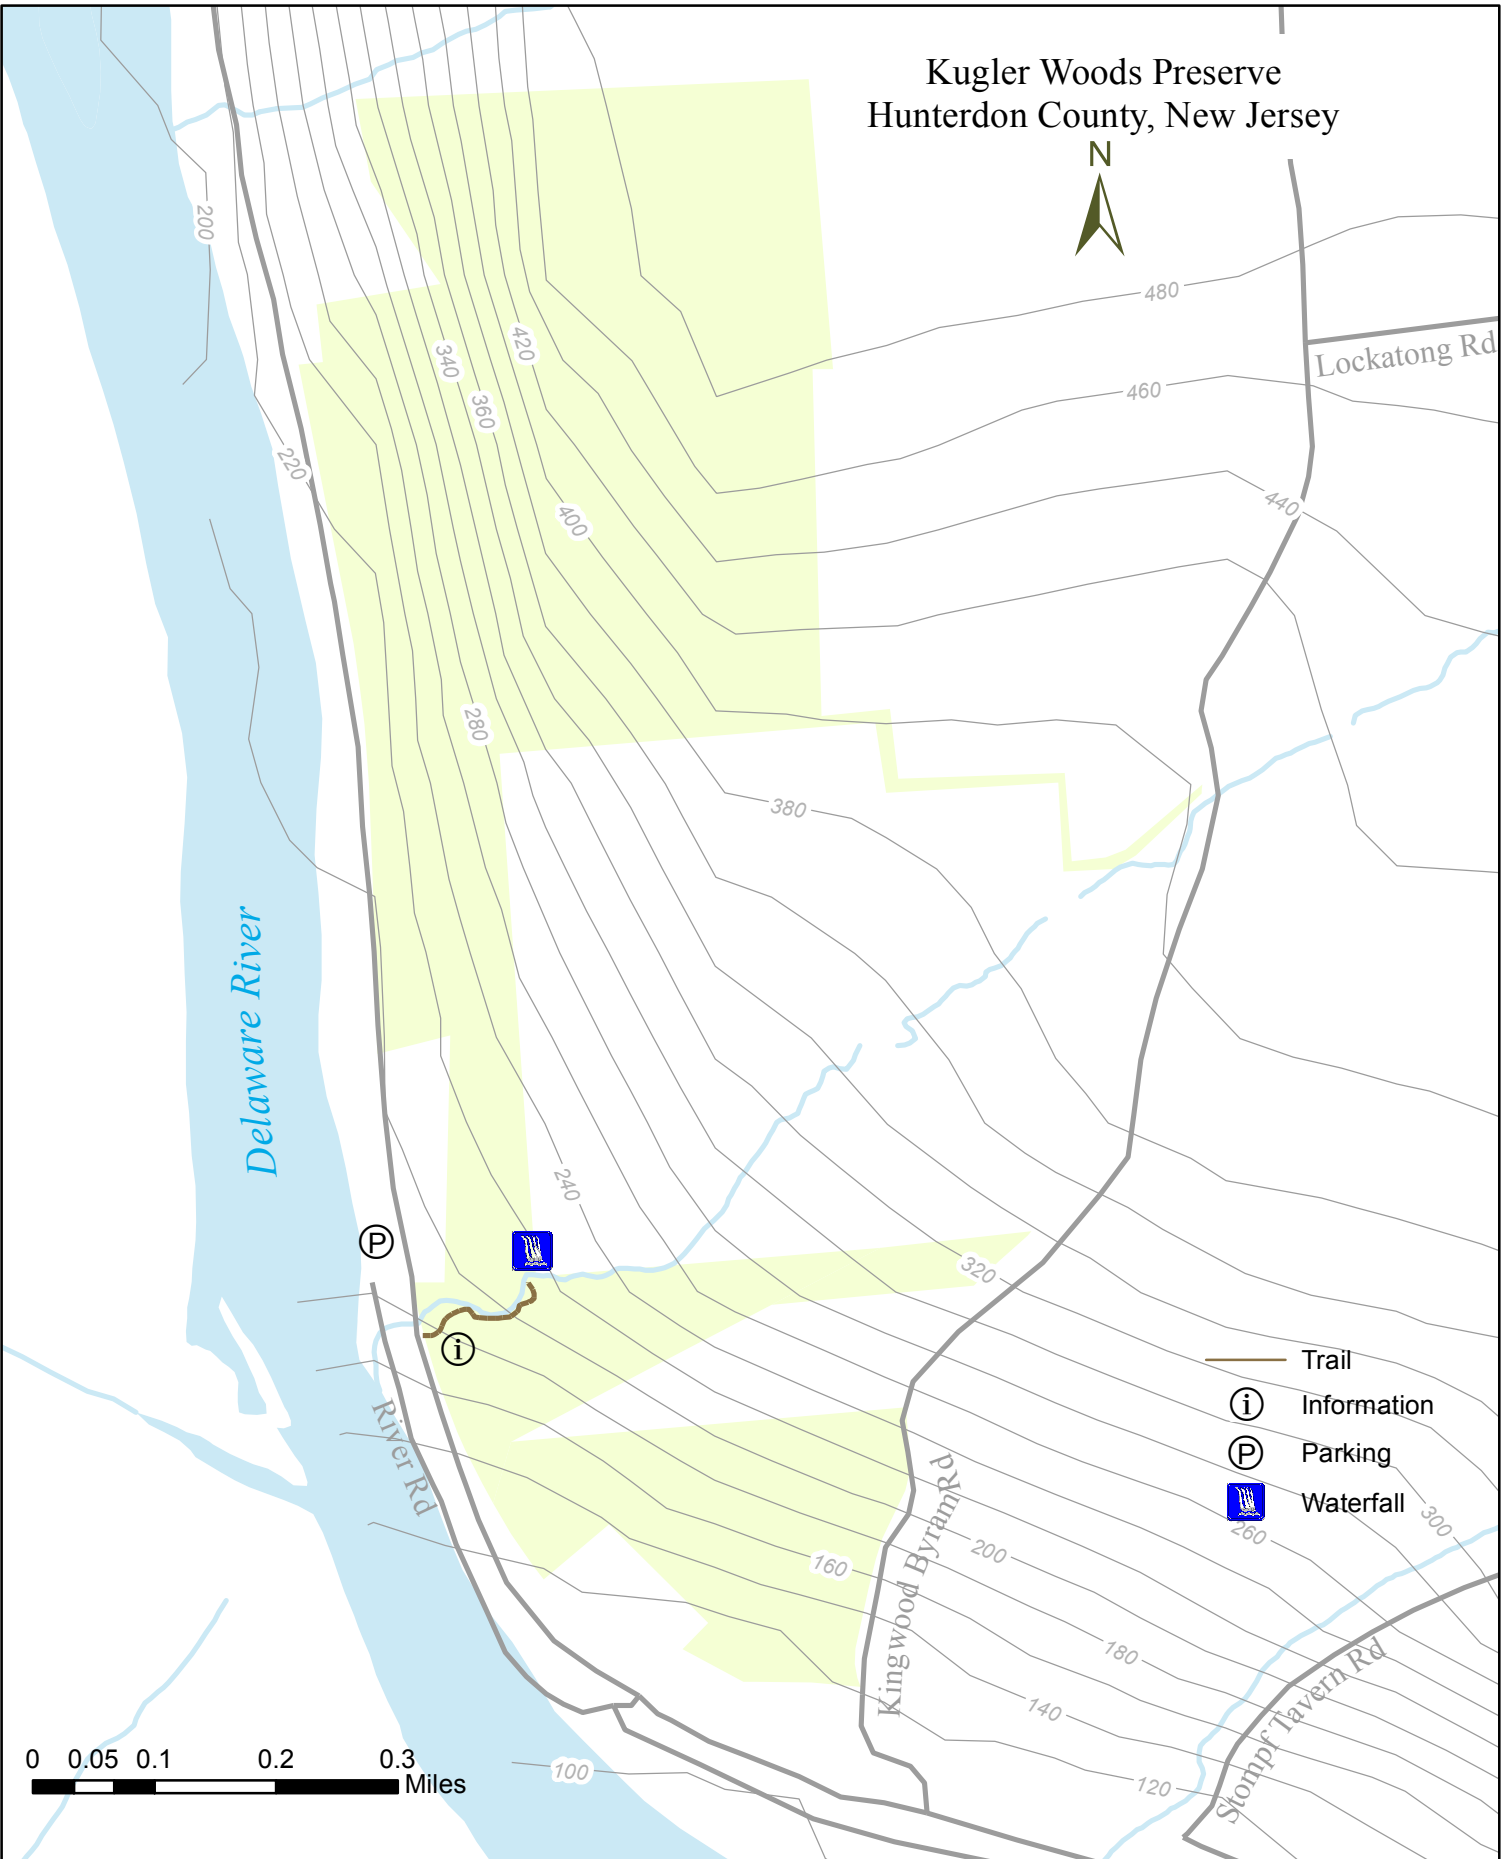 Kugler Woods Preserve
Hunterdon County, New Jersey
N
200
480
Lockatong Rd
420
340
360
460
220
440
400
280
380
Delaware River
240
P
320
i
Trail
i Information
P Parking
Waterfall
River Rd
Kingwood Byram Rd
300
260
200
160
180
Stompf Tavern Rd
140
120
100
0 0.05 0.1 0.2 0.3
Miles